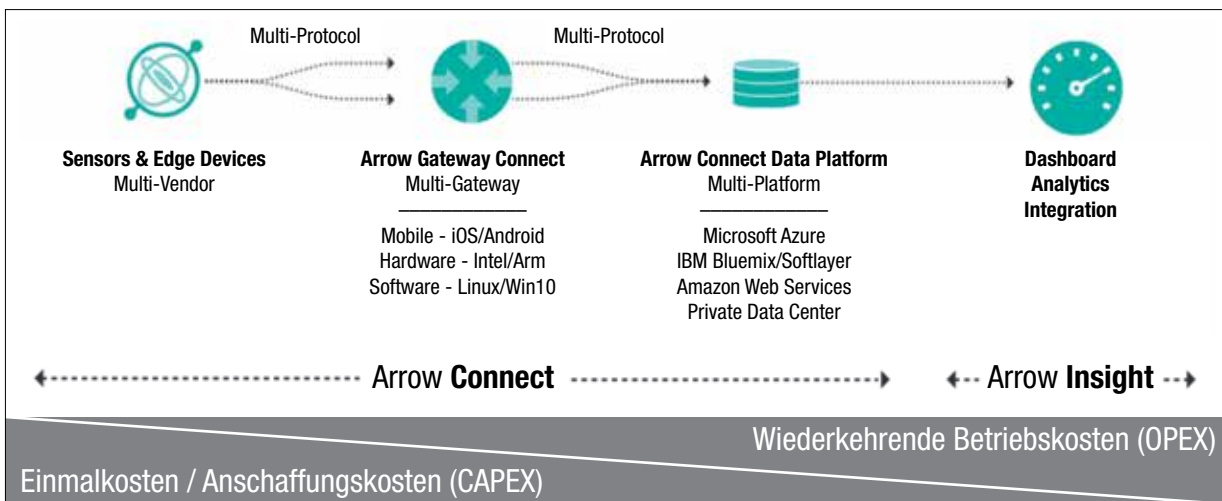 Multi-Protocol
Multi-Protocol
Sensors & Edge Devices
Multi-Vendor
Arrow Gateway Connect
Multi-Gateway
Mobile - iOS/Android
Hardware - Intel/Arm
Software - Linux/Win10
Arrow Connect Data Platform
Multi-Platform
Microsoft Azure
IBM Bluemix/Softlayer
Amazon Web Services
Private Data Center
Dashboard
Analytics
Integration
Arrow Connect
Arrow Insight
Wiederkehrende Betriebskosten (OPEX)
Einmalkosten / Anschaffungskosten (CAPEX)